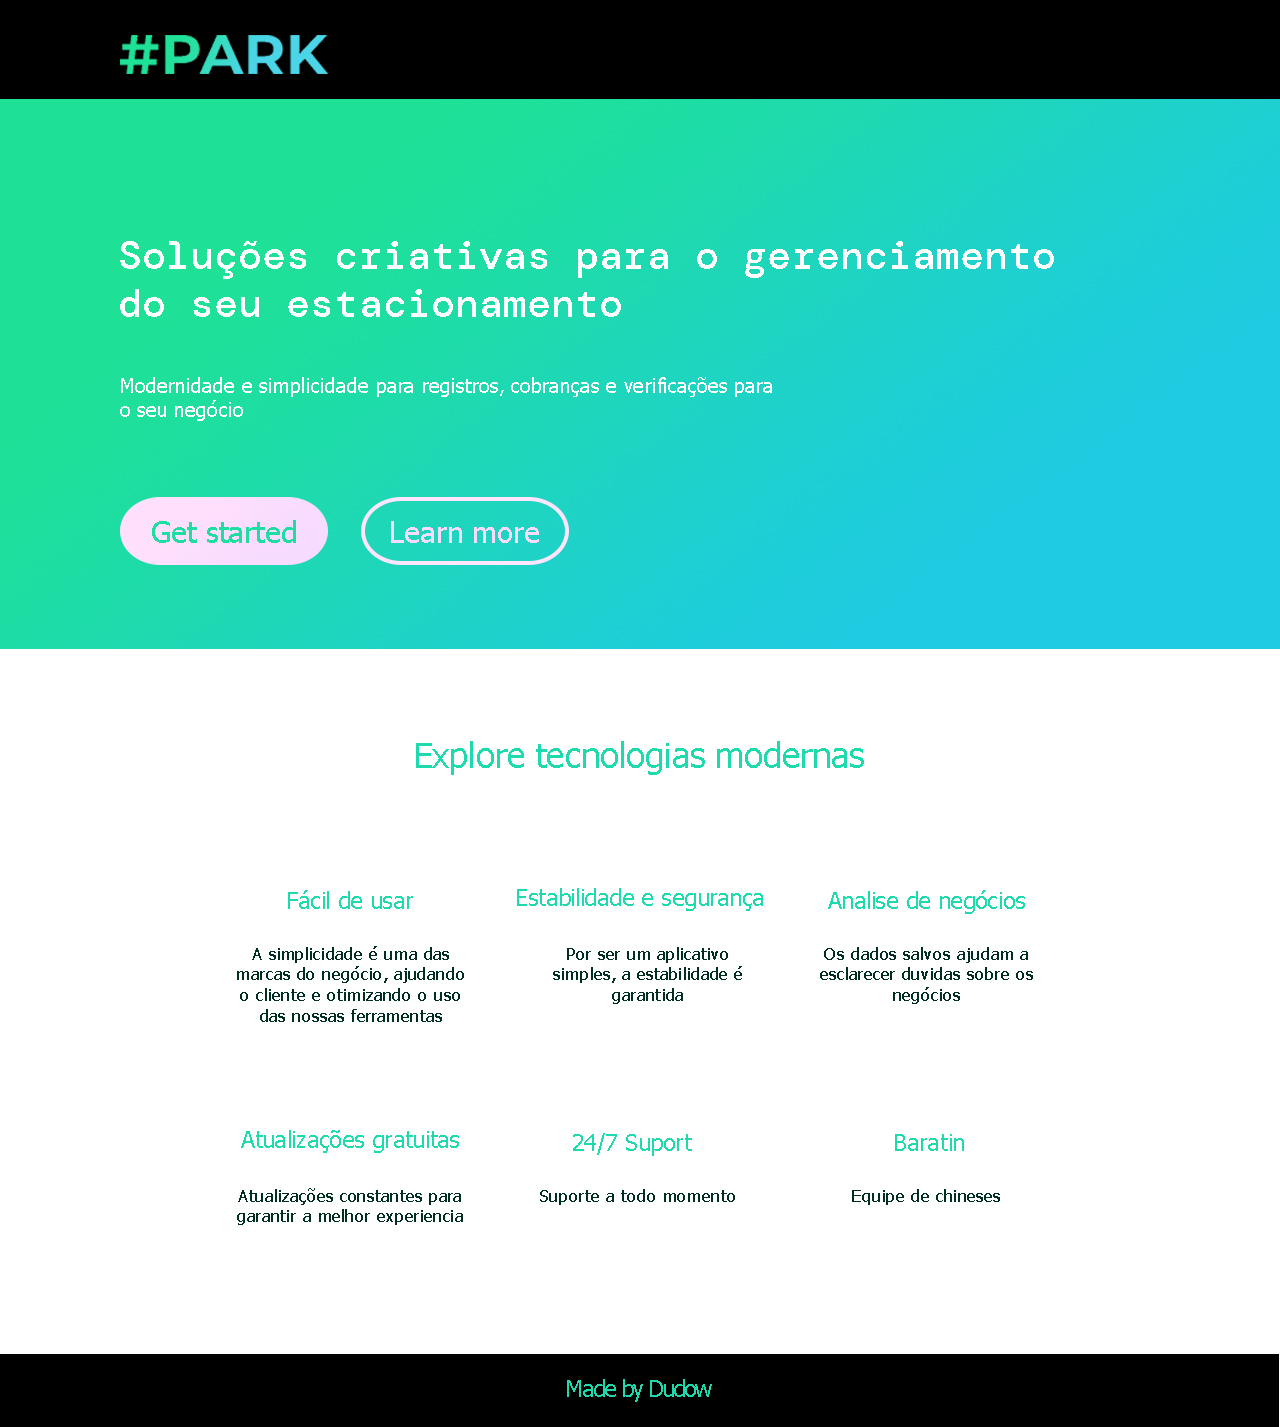 #PARK
Soluções criativas para o gerenciamento
do seu estacionamento
Modernidade e simplicidade para registros, cobranças e verificações para
o seu negócio
Get started
Learn more
Explore tecnologias modernas
Fácil de usar
A simplicidade é uma das
marcas do negócio, ajudando
o cliente e otimizando o uso
das nossas ferramentas
Estabilidade e segurança
Por ser um aplicativo
simples, a estabilidade é
garantida
Analise de negócios
Os dados salvos ajudam a
esclarecer duvidas sobre os
negócios
Atualizações gratuitas
Atualizações constantes para
garantir a melhor experiencia
24/7 Suport
Suporte a todo momento
Baratin
Equipe de chineses
Made by Dudow